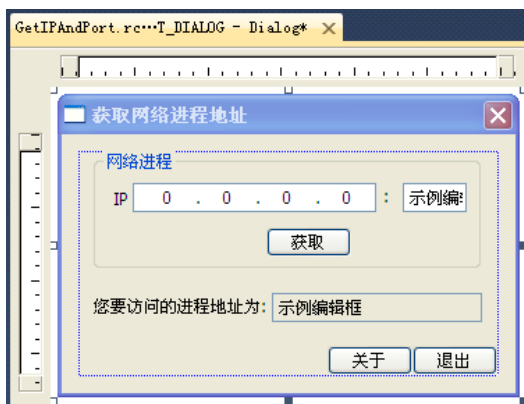 GetIPAndPort.rc…T_DIALOG - Dialog*
获取网络进程地址
网络进程
IP 0 . 0 . 0 . 0 : 示例编
获取
您要访问的进程地址为: 示例编辑框
关于 退出